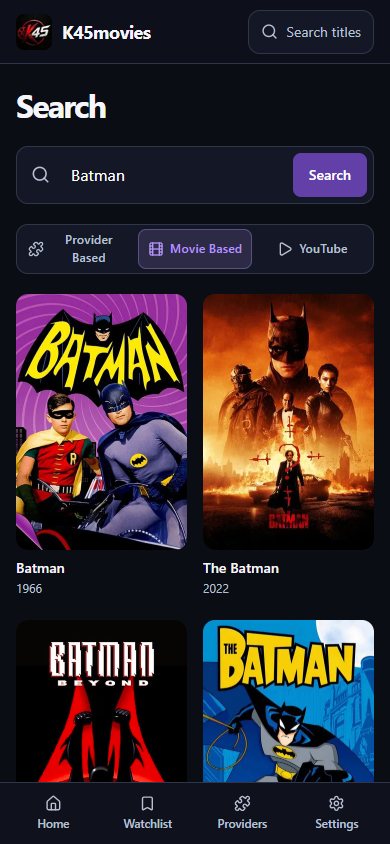 K45
K45movies
Search titles
Search
Batman
Search
Provider
Based
Movie Based
YouTube
BATMAN
R
THE
BATMAN
Batman
The Batman
1966
2022
BATMAN
BEYOND
THE
BATMAN
Home
Watchlist
Providers
Settings